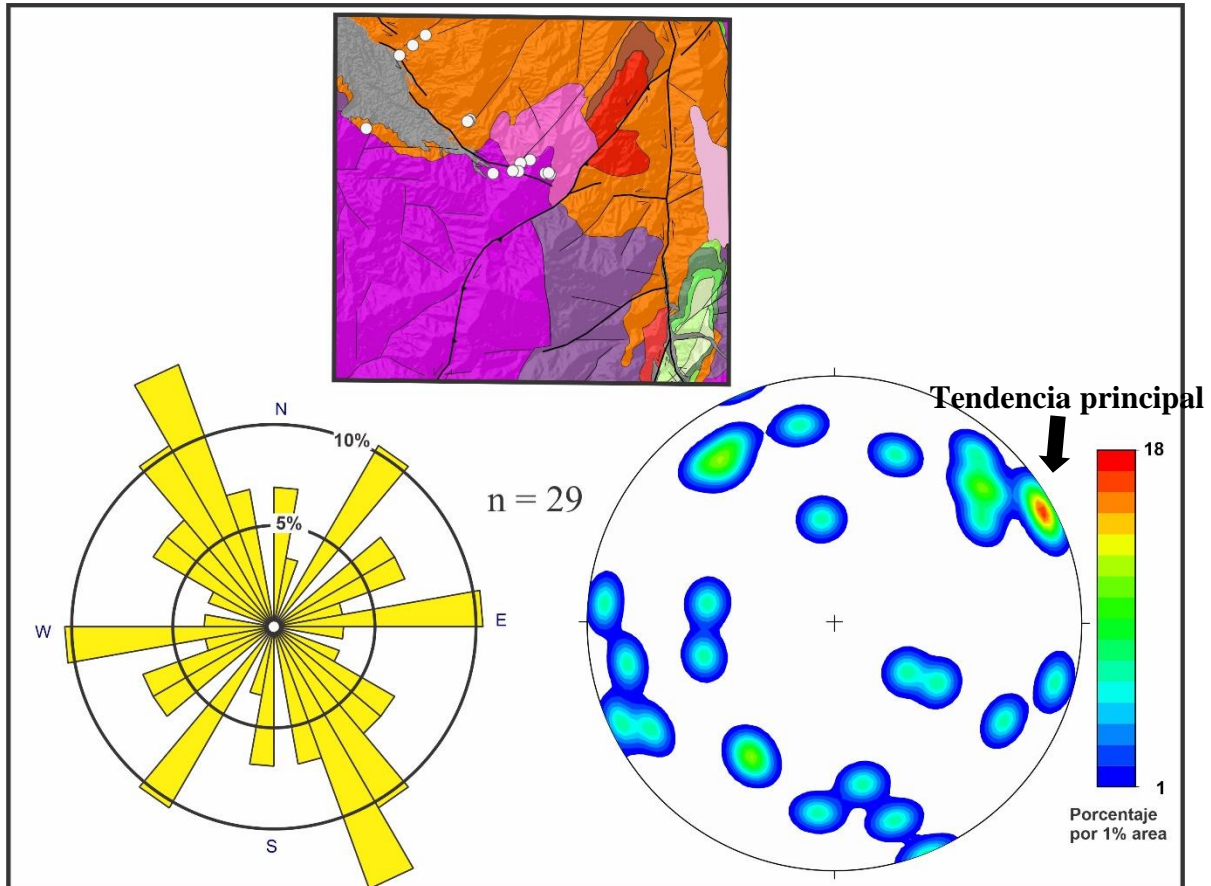 Tendencia principal
N
10%
18
5%
n = 29
W
E
1
Porcentaje
por 1% area
S